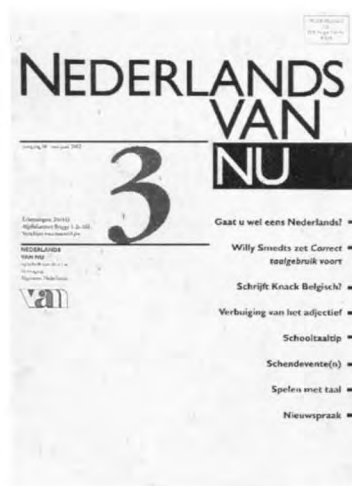 NEDERLANDS
VAN
NU
3
NEDERLANDS
VAN NU
van
Gaat u wel eens Nederlands?
Willy Smedts zet Correct
taalgebruik voort
Schrijft Knack Belgisch?
Verbuiging van het adjectief
Schooltaaltip
Schendevente(n)
Spelen met taal
Nieuwspraak